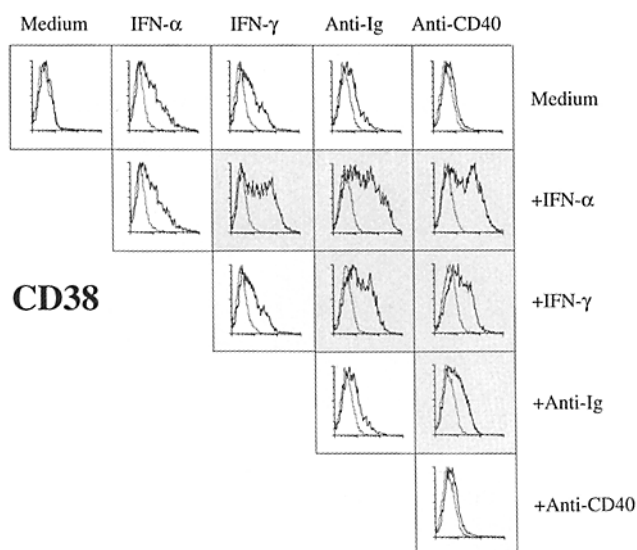 Medium IFN-α IFN-γ Anti-Ig Anti-CD40
Medium
+IFN-α
CD38
+IFN-γ
+Anti-Ig
+Anti-CD40